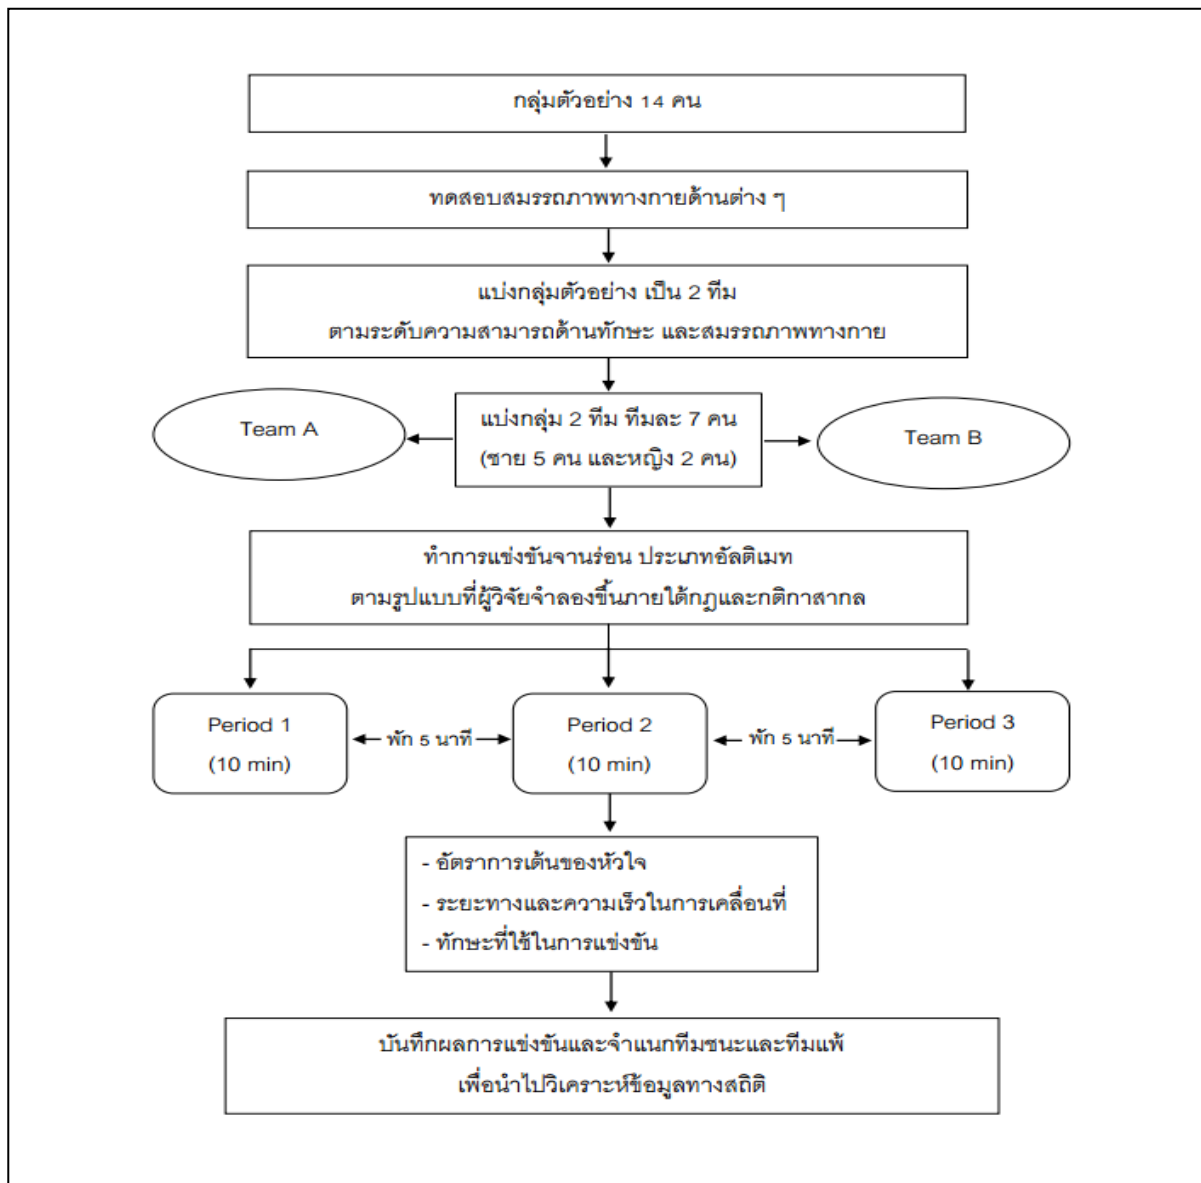 กลุ่มตัวอย่าง 14 คน
ทดสอบสมรรถภาพทางกายด้านต่าง ๆ
แบ่งกลุ่มตัวอย่าง เป็น 2 ทีม
ตามระดับความสามารถด้านทักษะ และสมรรถภาพทางกาย
Team A
แบ่งกลุ่ม 2 ทีม ทีมละ 7 คน
(ชาย 5 คน และหญิง 2 คน)
Team B
ทำการแข่งขันจานร่อน ประเภทอัลติเมท
ตามรูปแบบที่ผู้วิจัยจำลองขึ้นภายใต้กฎและกติกาสากล
Period 1
(10 min)
พัก 5 นาที
Period 2
(10 min)
พัก 5 นาที
Period 3
(10 min)
- อัตราการเต้นของหัวใจ
- ระยะทางและความเร็วในการเคลื่อนที่
- ทักษะที่ใช้ในการแข่งขัน
บันทึกผลการแข่งขันและจำแนกทีมชนะและทีมแพ้
เพื่อนำไปวิเคราะห์ข้อมูลทางสถิติ